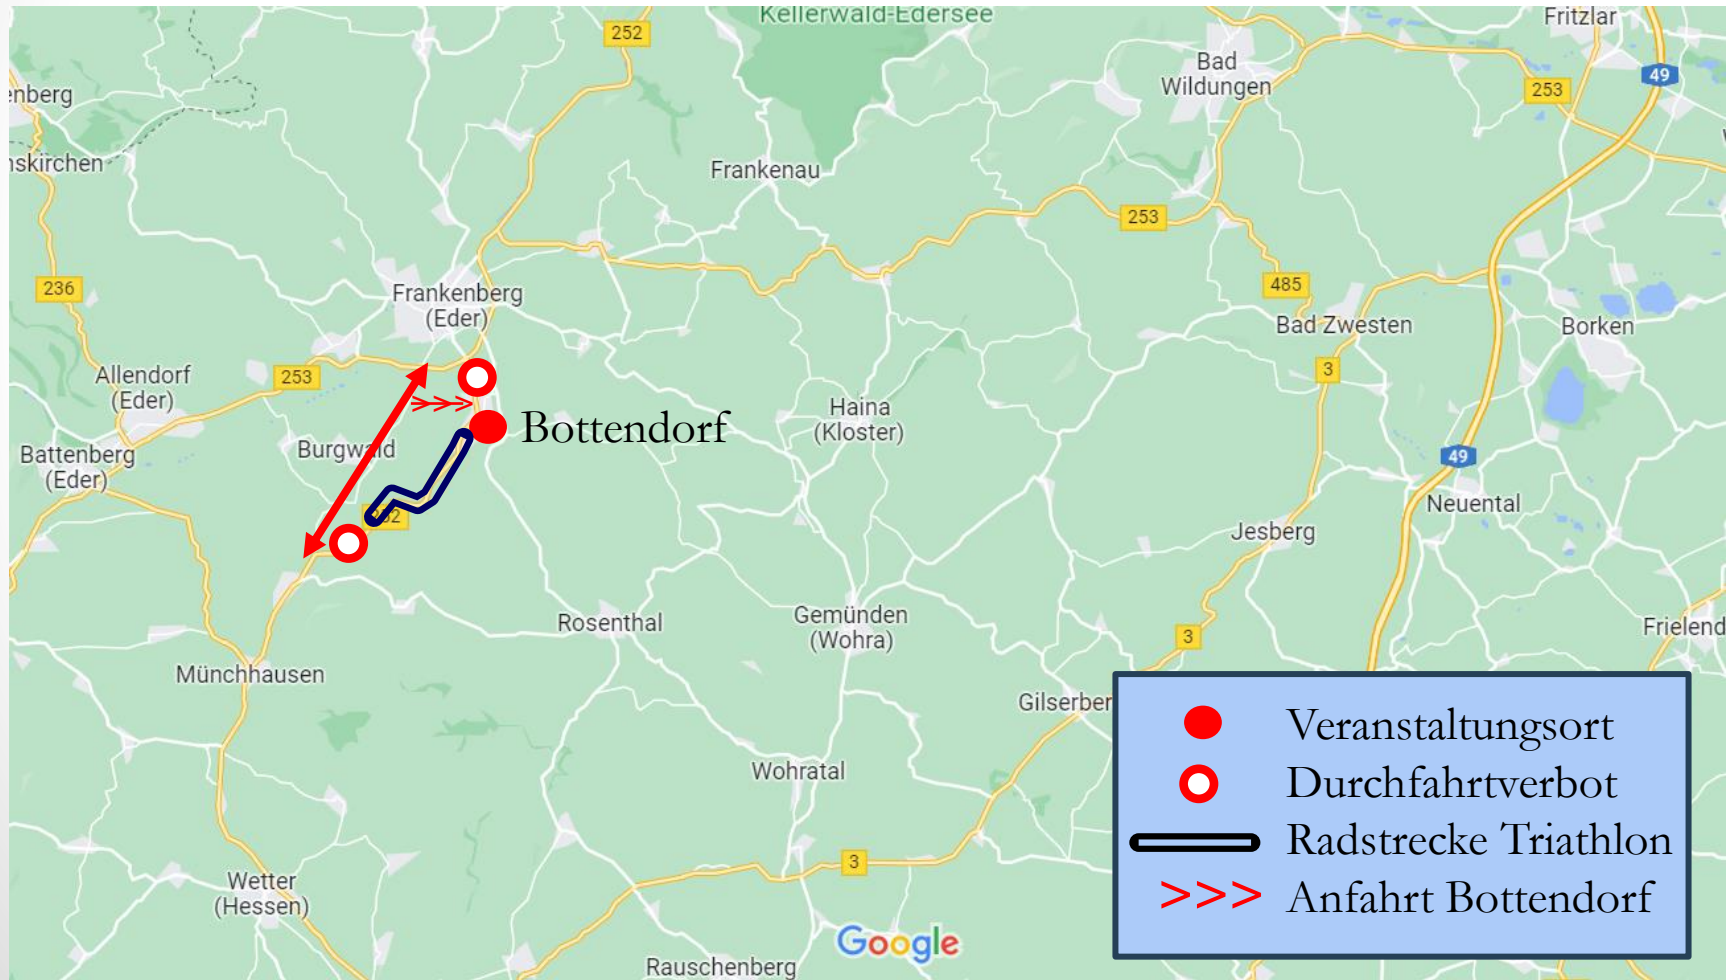 Kellerwald-Edersee
Fritzlar
252
Bad
Wildungen
49
253
enberg
nskirchen
Frankenau
253
236
Frankenberg
(Eder)
485
Bad Zwesten
Borken
Allendorf
(Eder)
253
3
Haina
(Kloster)
Bottendorf
Burgwald
Battenberg
(Eder)
49
Neuental
252
Jesberg
Rosenthal
Gemünden
(Wohra)
3
Frielend
Münchhausen
Gilserber
Veranstaltungsort
Durchfahrtverbot
Radstrecke Triathlon
>>> Anfahrt Bottendorf
Wohratal
3
Wetter
(Hessen)
Google
Rauschenberg